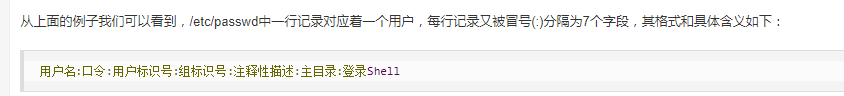 从上面的例子我们可以看到，/etc/passwd中一行记录对应着一个用户，每行记录又被冒号(:)分隔为7个字段，其格式和具体含义如下：
用户名:口令:用户标识号:组标识号:注释性描述:主目录:登录Shell